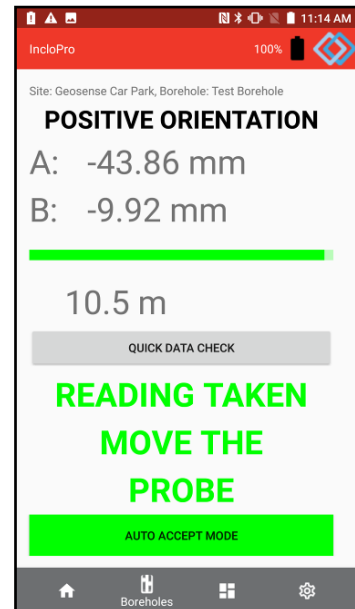 11:14 AM
IncloPro
100%
Site: Geosense Car Park, Borehole: Test Borehole
POSITIVE ORIENTATION
A: -43.86 mm
B: -9.92 mm
10.5 m
QUICK DATA CHECK
READING TAKEN
MOVE THE
PROBE
AUTO ACCEPT MODE
Boreholes